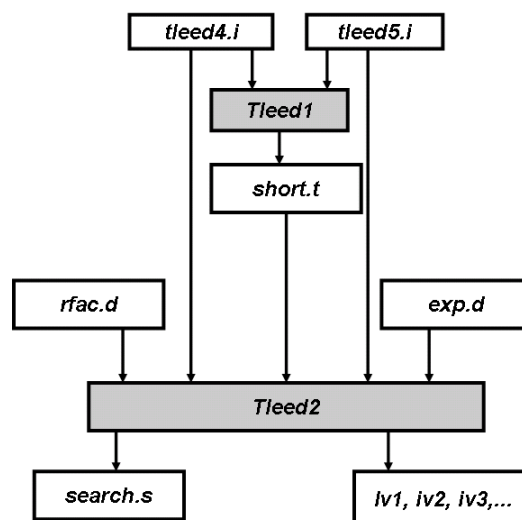 tleed4.i
tleed5.i
Tleed1
short.t
rfac.d
exp.d
Tleed2
search.s
Iv1, iv2, iv3,...